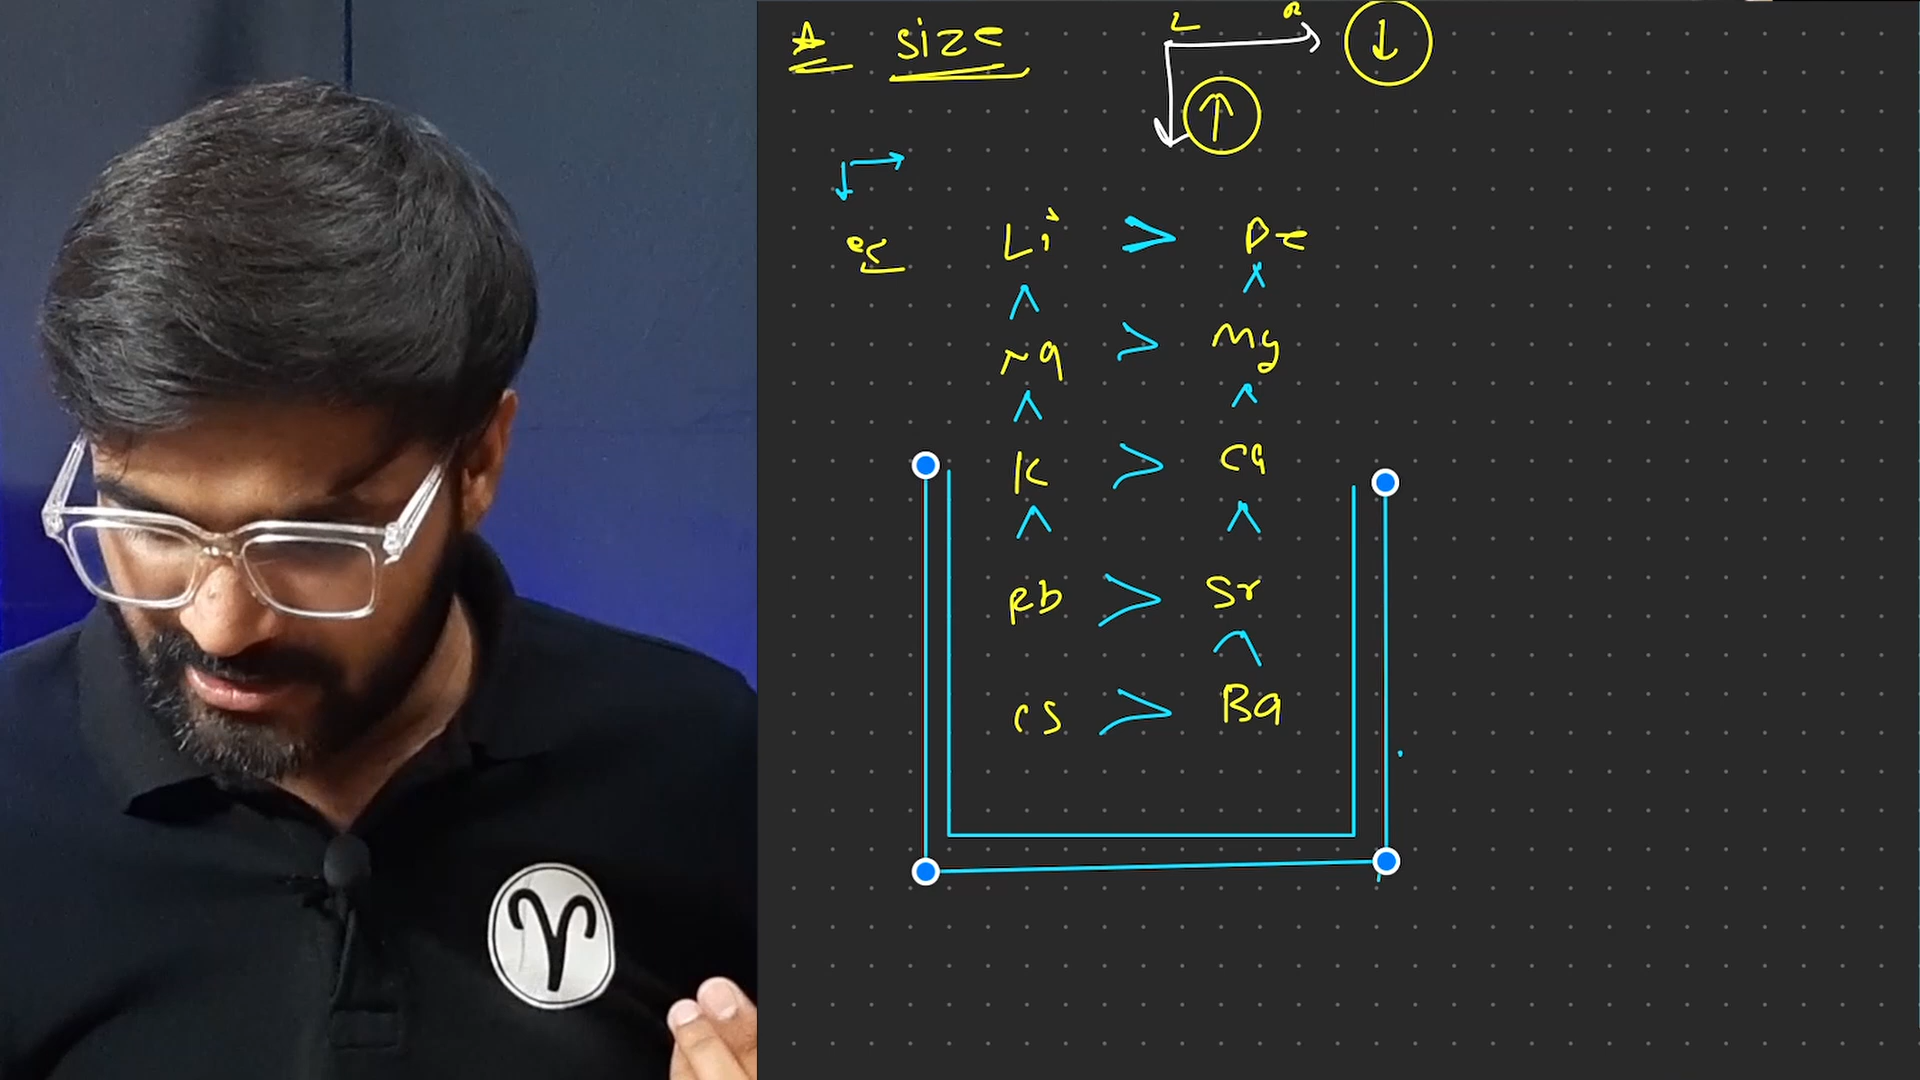 size
L R ↓
↑
Li > Be
∧ ∧
Na > Mg
∧ ∧
K > Ca
∧ ∧
Rb > Sr
∧
Cs > Ba